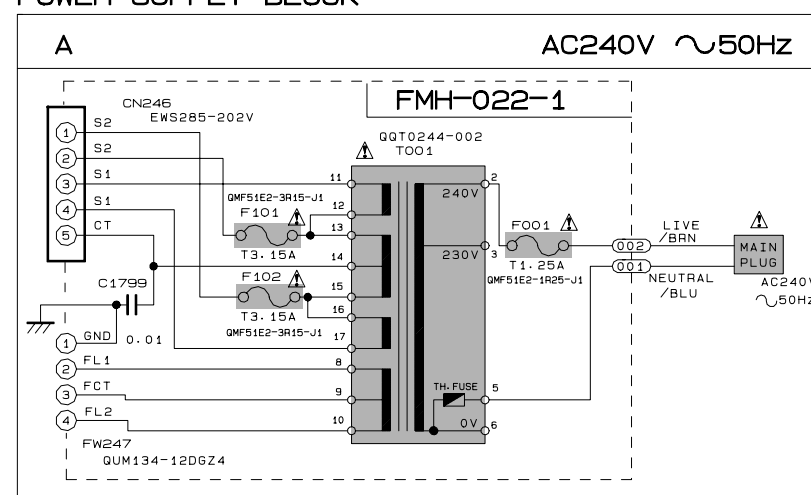 POWER SUPPLY BLOCK
A
AC240V ∿50Hz
FMH-022-1
CN246
EWS285-202V
1 S2
2 S2
3 S1
4 S1
5 CT
C1799
0.01
1 GND
2 FL1
3 FCT
4 FL2
FW247
QUM134-12DGZ4
QMF51E2-3R15-J1
F101
T3.15A
F102
T3.15A
QMF51E2-3R15-J1
QQT0244-002
T001
11
12
13
14
15
16
17
8
9
10
240V
2
230V
3
TH.FUSE
5
0V
6
F001
T1.25A
QMF51E2-1R25-J1
002
001
LIVE
/BRN
NEUTRAL
/BLU
MAIN
PLUG
AC240V
∿50Hz